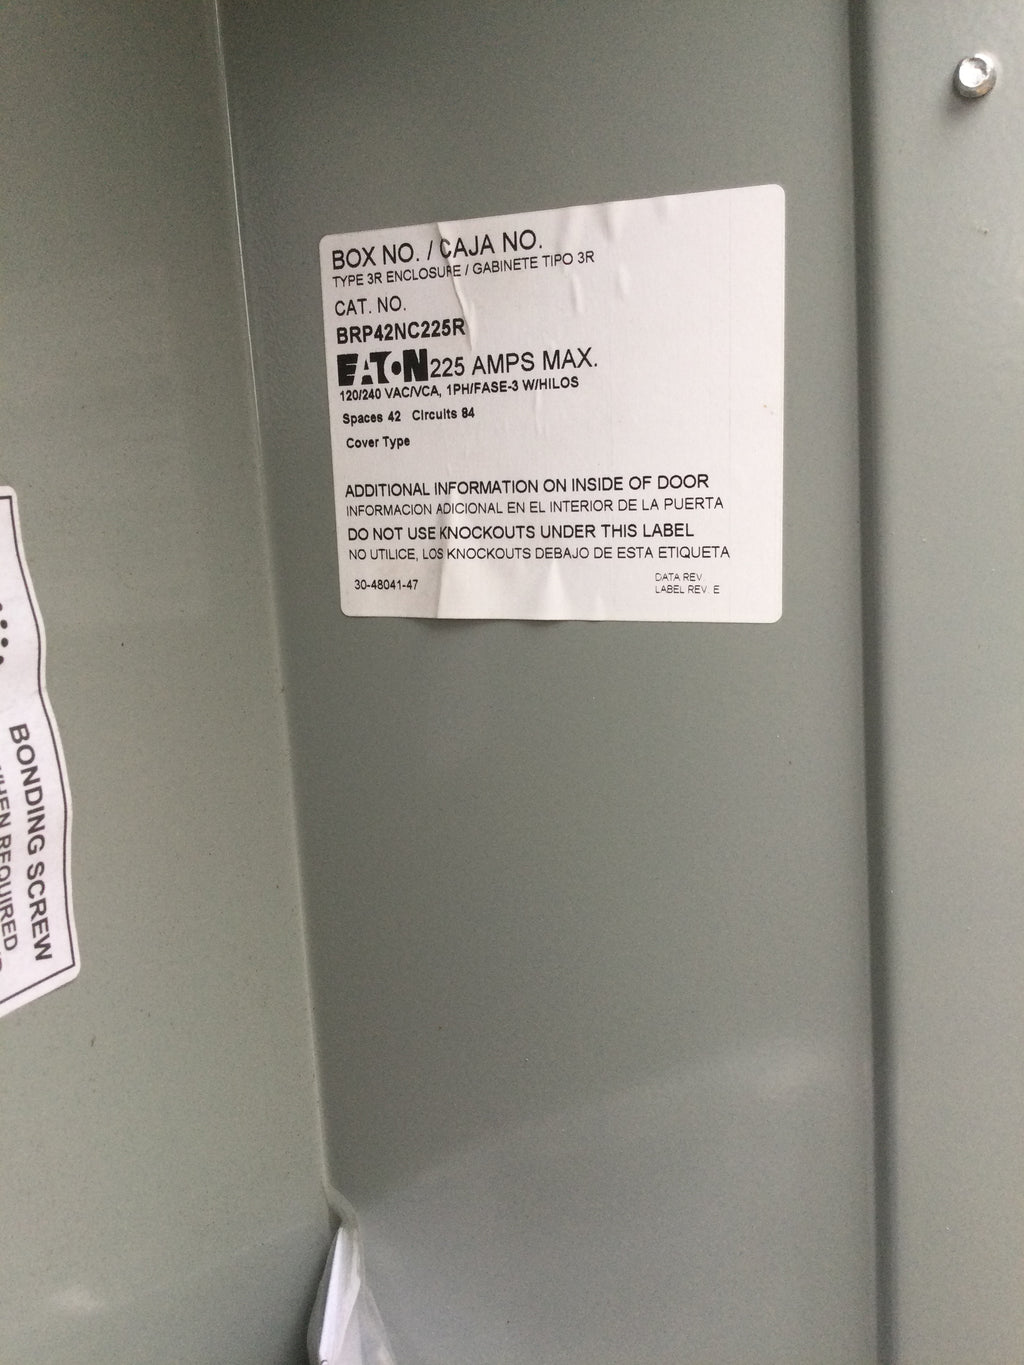 BOX NO. / CAJA NO.
TYPE 3R ENCLOSURE / GABINETE TIPO 3R
CAT. NO.
BRP42NC225R
EATON 225 AMPS MAX.
120/240 VAC/VCA, 1PH/FASE-3 W/HILOS
Spaces 42 Circuits 84
Cover Type
ADDITIONAL INFORMATION ON INSIDE OF DOOR
INFORMACION ADICIONAL EN EL INTERIOR DE LA PUERTA
DO NOT USE KNOCKOUTS UNDER THIS LABEL
NO UTILICE, LOS KNOCKOUTS DEBAJO DE ESTA ETIQUETA
30-48041-47
DATA REV
LABEL REV. E
BONDING SCREW
WHEN REQUIRED